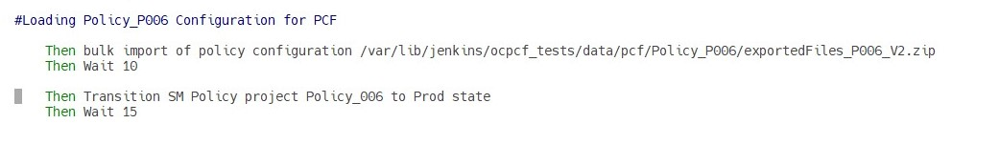 #Loading Policy_P006 Configuration for PCF
Then bulk import of policy configuration /var/lib/jenkins/ocpcf_tests/data/pcf/Policy_P006/exportedFiles_P006_V2.zip
Then Wait 10
Then Transition SM Policy project Policy_006 to Prod state
Then Wait 15